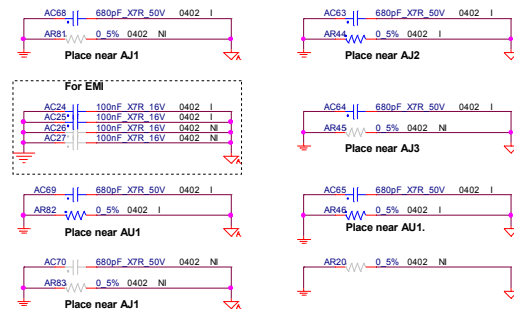 AC68 680pF_X7R_50V 0402 I
AR81 0_5% 0402 NI
Place near AJ1
AC63 680pF_X7R_50V 0402 I
AR44 0_5% 0402 I
Place near AJ2
For EMI
AC24 100nF_X7R_16V 0402 I
AC25 100nF_X7R_16V 0402 I
AC26 100nF_X7R_16V 0402 NI
AC27 100nF_X7R_16V 0402 NI
AC64 680pF_X7R_50V 0402 I
AR45 0_5% 0402 NI
Place near AJ3
AC69 680pF_X7R_50V 0402 I
AR82 0_5% 0402 I
Place near AU1
AC65 680pF_X7R_50V 0402 I
AR46 0_5% 0402 I
Place near AU1.
AC70 680pF_X7R_50V 0402 NI
AR83 0_5% 0402 NI
Place near AJ1
AR20 0_5% 0402 NI